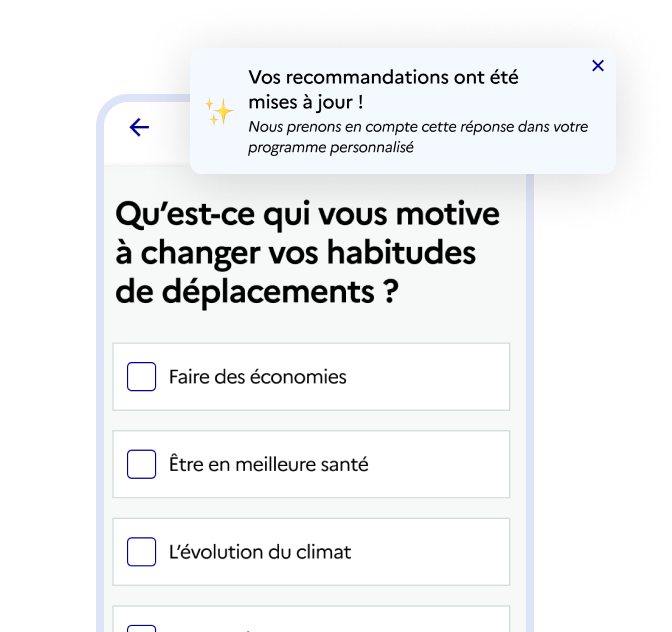 Vos recommandations ont été
mises à jour !
Nous prenons en compte cette réponse dans votre
programme personnalisé
Qu’est-ce qui vous motive
à changer vos habitudes
de déplacements ?
Faire des économies
Être en meilleure santé
L’évolution du climat